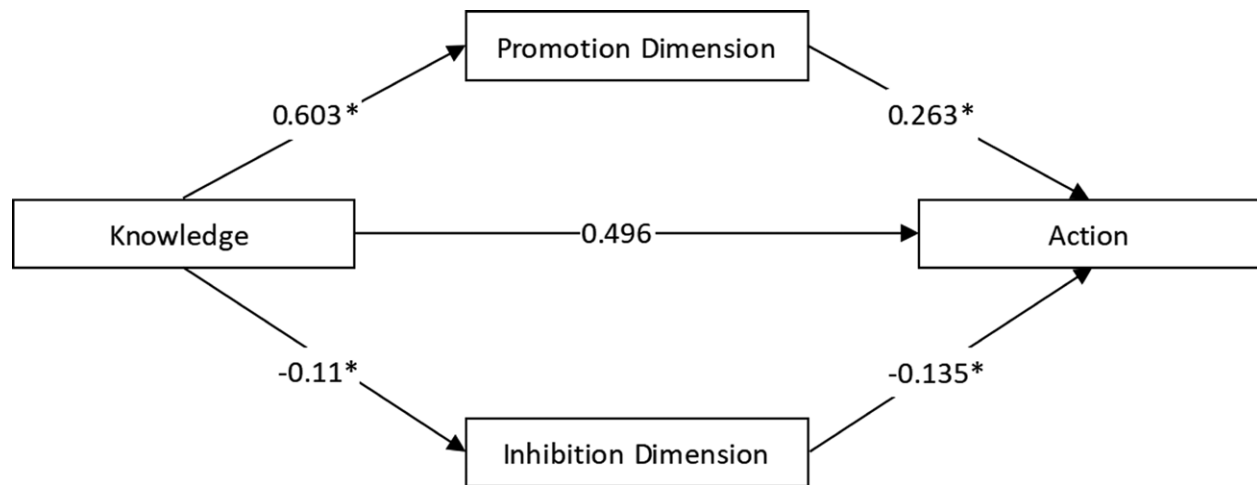 Promotion Dimension
0.603*
0.263*
Knowledge
0.496
Action
-0.11*
-0.135*
Inhibition Dimension